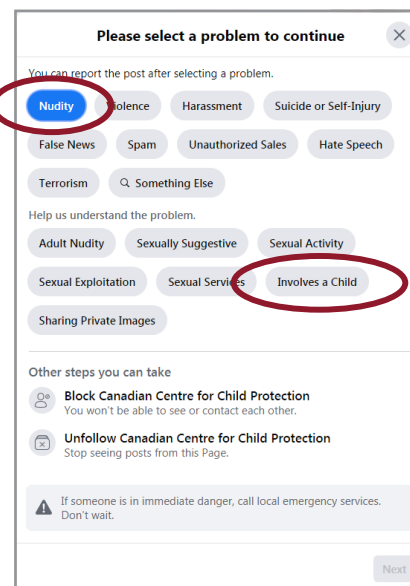 Please select a problem to continue
You can report the post after selecting a problem.
Nudity Violence Harassment Suicide or Self-Injury
False News Spam Unauthorized Sales Hate Speech
Terrorism Something Else
Help us understand the problem.
Adult Nudity Sexually Suggestive Sexual Activity
Sexual Exploitation Sexual Services Involves a Child
Sharing Private Images
Other steps you can take
Block Canadian Centre for Child Protection
You won't be able to see or contact each other.
Unfollow Canadian Centre for Child Protection
Stop seeing posts from this Page.
If someone is in immediate danger, call local emergency services.
Don't wait.
Next